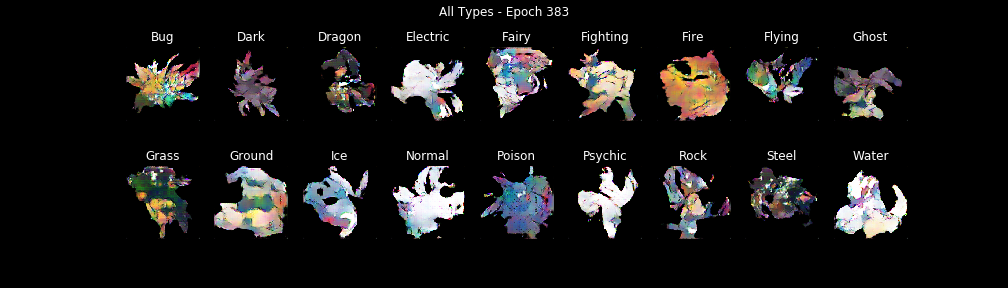 All Types - Epoch 383
Bug Dark Dragon Electric Fairy Fighting Fire Flying Ghost
Grass Ground Ice Normal Poison Psychic Rock Steel Water